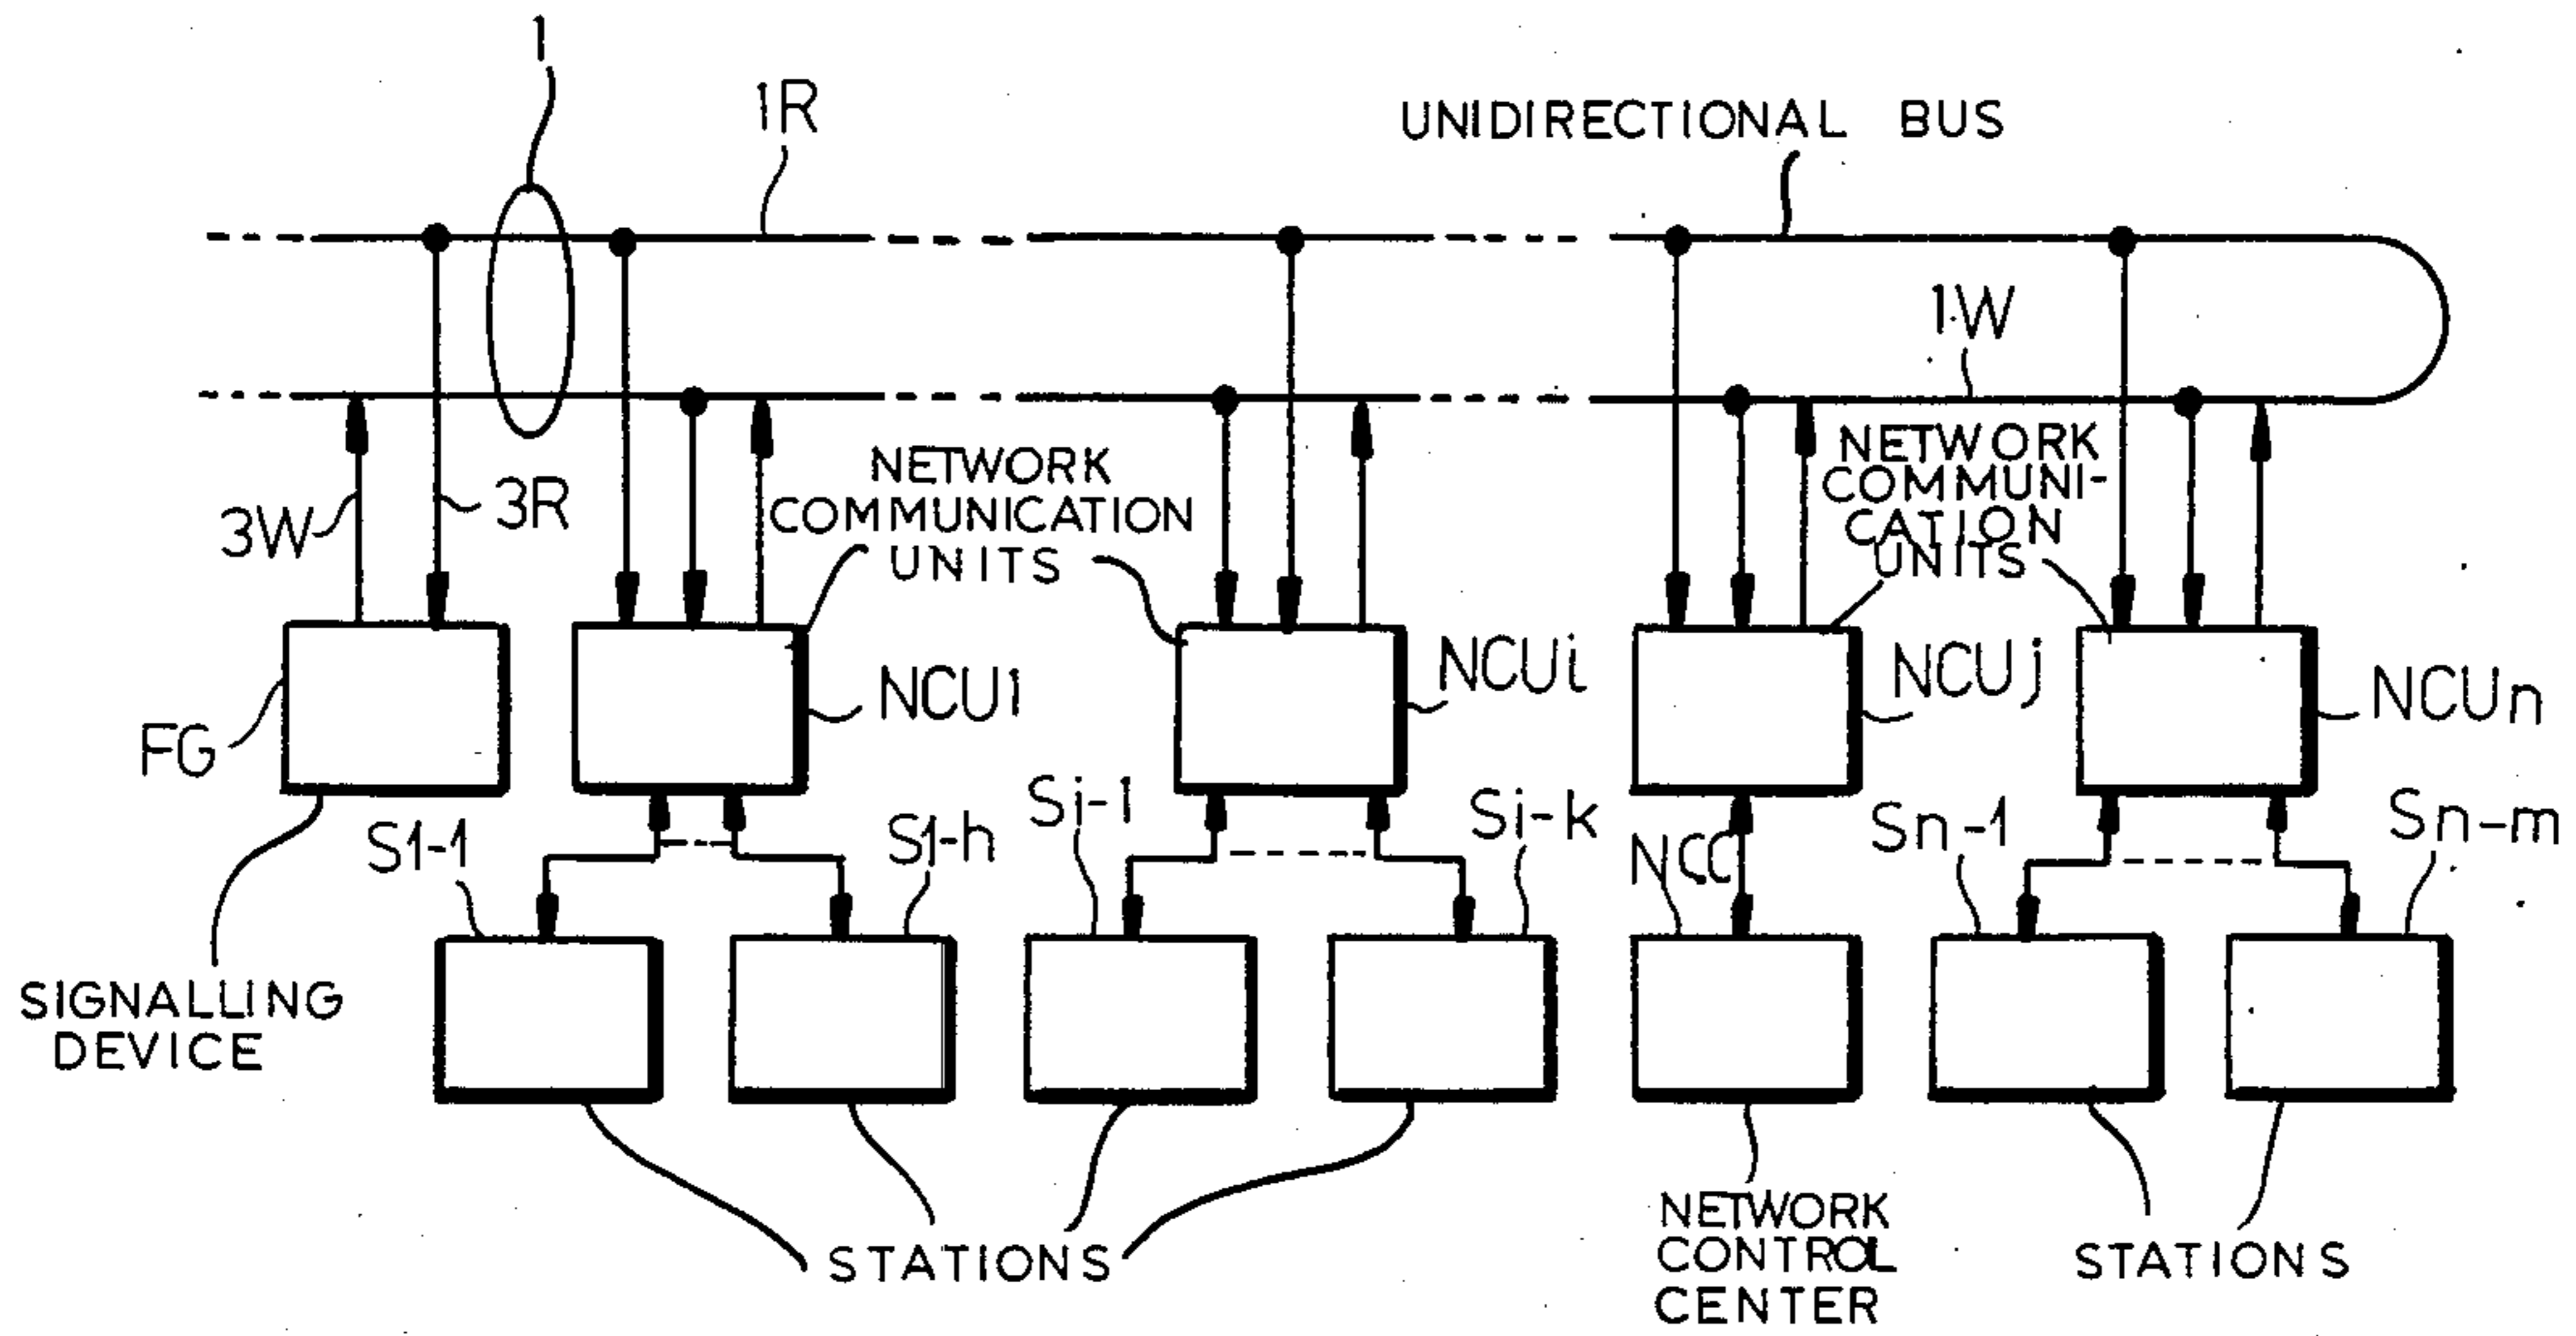 1
1R
UNIDIRECTIONAL BUS
1W
3W
3R
NETWORK
COMMUNICATION
UNITS
NETWORK
COMMUNI-
CATION
UNITS
FG
NCU1
NCUi
NCUj
NCUn
S1-1
S1-h
Si-1
Si-k
NCC
Sn-1
Sn-m
SIGNALLING
DEVICE
STATIONS
NETWORK
CONTROL
CENTER
STATIONS